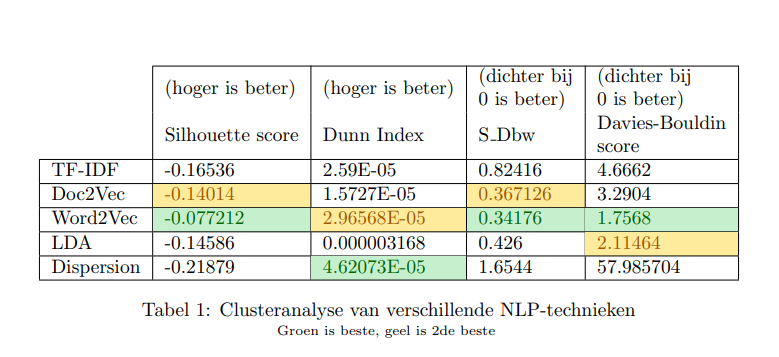 (hoger is beter) (hoger is beter) (dichter bij 0 is beter) (dichter bij 0 is beter)
Silhouette score Dunn Index S_Dbw Davies-Bouldin score
TF-IDF -0.16536 2.59E-05 0.82416 4.6662
Doc2Vec -0.14014 1.5727E-05 0.367126 3.2904
Word2Vec -0.077212 2.96568E-05 0.34176 1.7568
LDA -0.14586 0.000003168 0.426 2.11464
Dispersion -0.21879 4.62073E-05 1.6544 57.985704
Tabel 1: Clusteranalyse van verschillende NLP-technieken
Groen is beste, geel is 2de beste